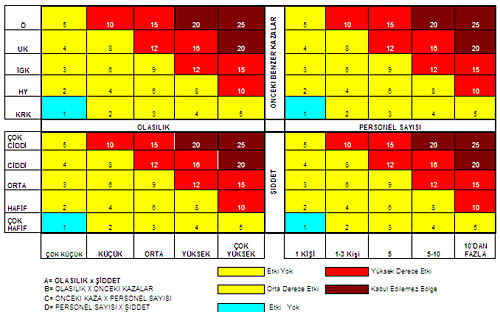 Ö 5 10 15 20 25 5 10 15 20 25
UK 4 8 12 16 20 4 8 12 16 20
İGK 3 6 9 12 15 3 6 9 12 15
HY 2 4 6 8 10 2 4 6 8 10
KRK 1 2 3 4 5 1 2 3 4 5
ÖNCEKİ BENZER KAZALAR
OLASILIK PERSONEL SAYISI
ÇOK CİDDİ 5 10 15 20 25 5 10 15 20 25
CİDDİ 4 8 12 16 20 4 8 12 16 20
ORTA 3 6 9 12 15 3 6 9 12 15
HAFİF 2 4 6 8 10 2 4 6 8 10
ÇOK HAFİF 1 2 3 4 5 1 2 3 4 5
ŞİDDET
ÇOK KÜÇÜK KÜÇÜK ORTA YÜKSEK ÇOK YÜKSEK 1 KİŞİ 1-3 Kişi 5 5-10 10'DAN FAZLA
A= OLASILIK x ŞİDDET
B= OLASILIK X ÖNCEKİ KAZALAR
C= ÖNCEKİ KAZA X PERSONEL SAYISI
D= PERSONEL SAYISI X ŞİDDET
Etki Yok Yüksek Derece Etki
Orta Derece Etki Kabul Edilemez Bölge
Etki Yok